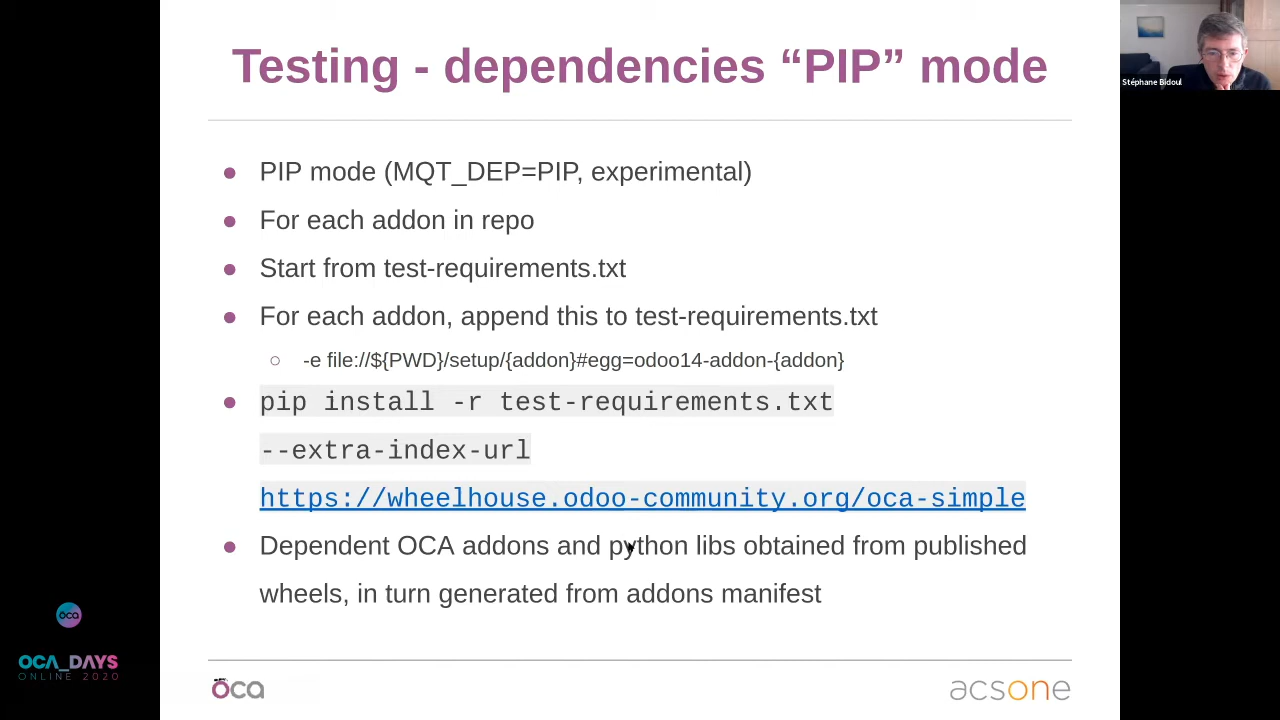 Testing - dependencies “PIP” mode
Stéphane Bidoul
● PIP mode (MQT_DEP=PIP, experimental)
● For each addon in repo
● Start from test-requirements.txt
● For each addon, append this to test-requirements.txt
○ -e file://${PWD}/setup/{addon}#egg=odoo14-addon-{addon}
● pip install -r test-requirements.txt
--extra-index-url
https://wheelhouse.odoo-community.org/oca-simple
● Dependent OCA addons and python libs obtained from published
wheels, in turn generated from addons manifest
oca
OCA_DAYS
ONLINE 2020
oca
acsone